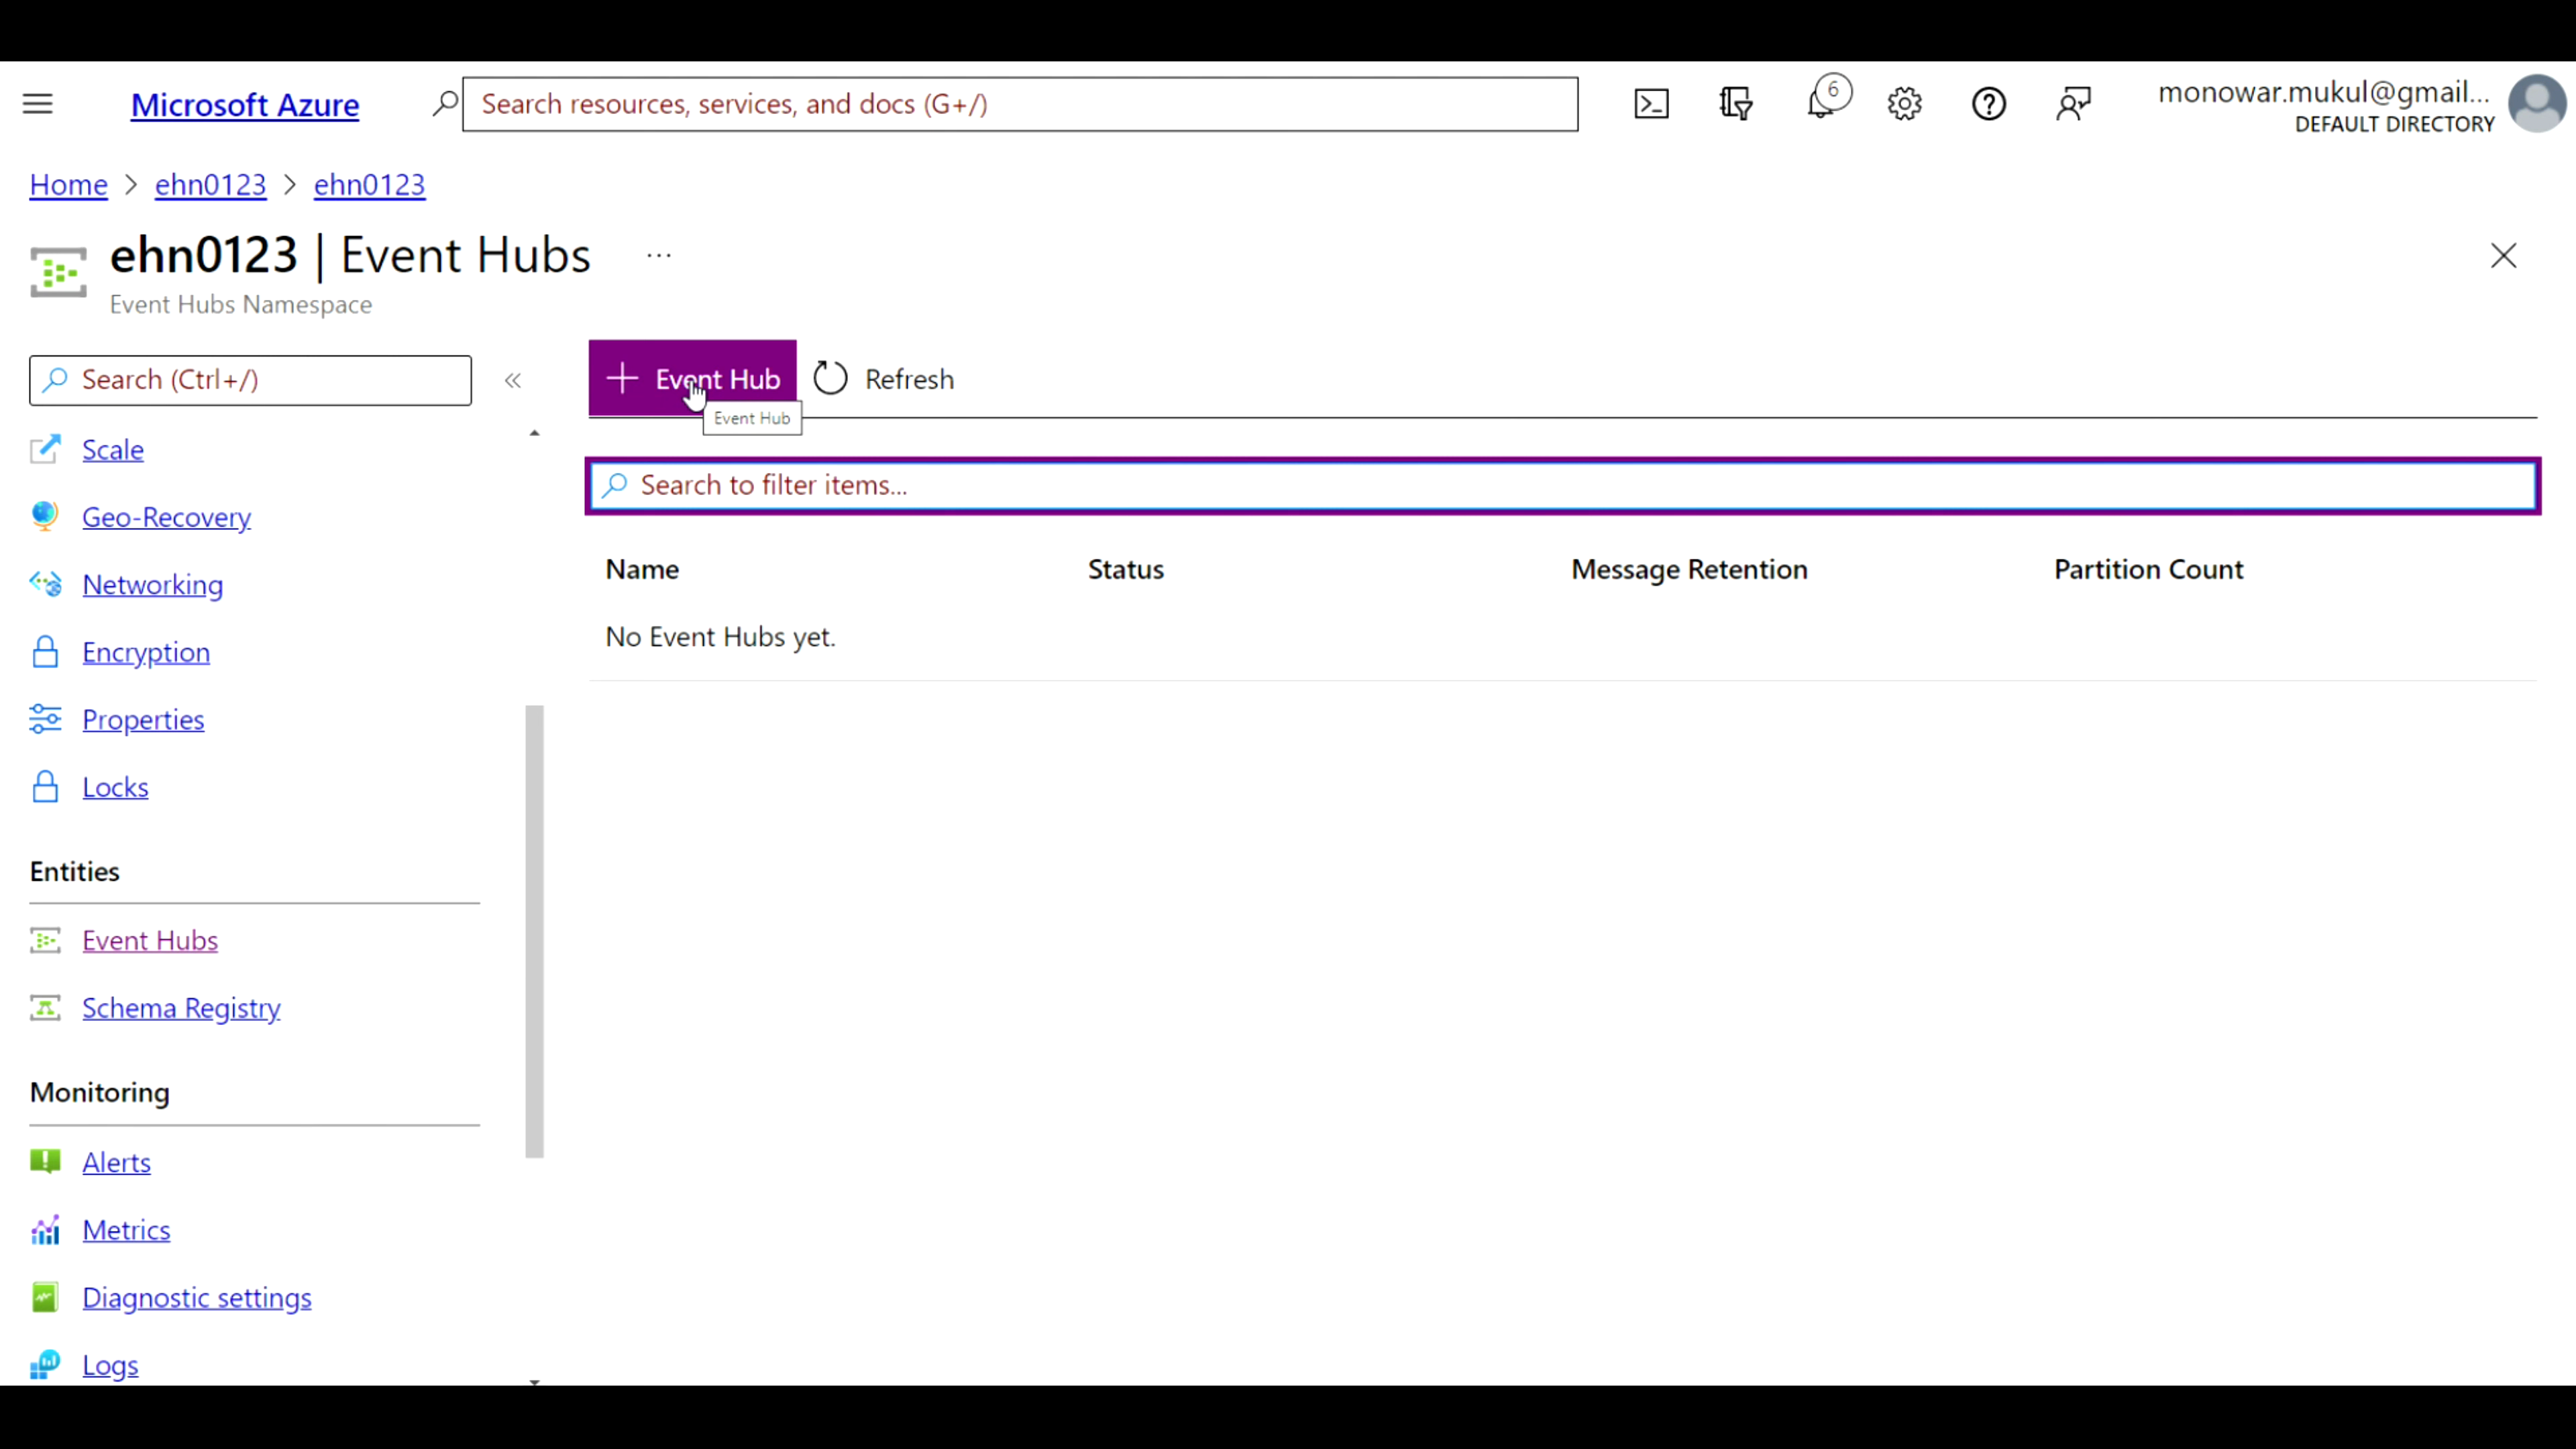 Microsoft Azure
Search resources, services, and docs (G+/)
6
monowar.mukul@gmail...
DEFAULT DIRECTORY
Home > ehn0123 > ehn0123
ehn0123 | Event Hubs ...
Event Hubs Namespace
Search (Ctrl+/)
«
+ Event Hub
Refresh
Event Hub
Scale
Geo-Recovery
Networking
Encryption
Properties
Locks
Entities
Event Hubs
Schema Registry
Monitoring
Alerts
Metrics
Diagnostic settings
Logs
Search to filter items...
Name Status Message Retention Partition Count
No Event Hubs yet.